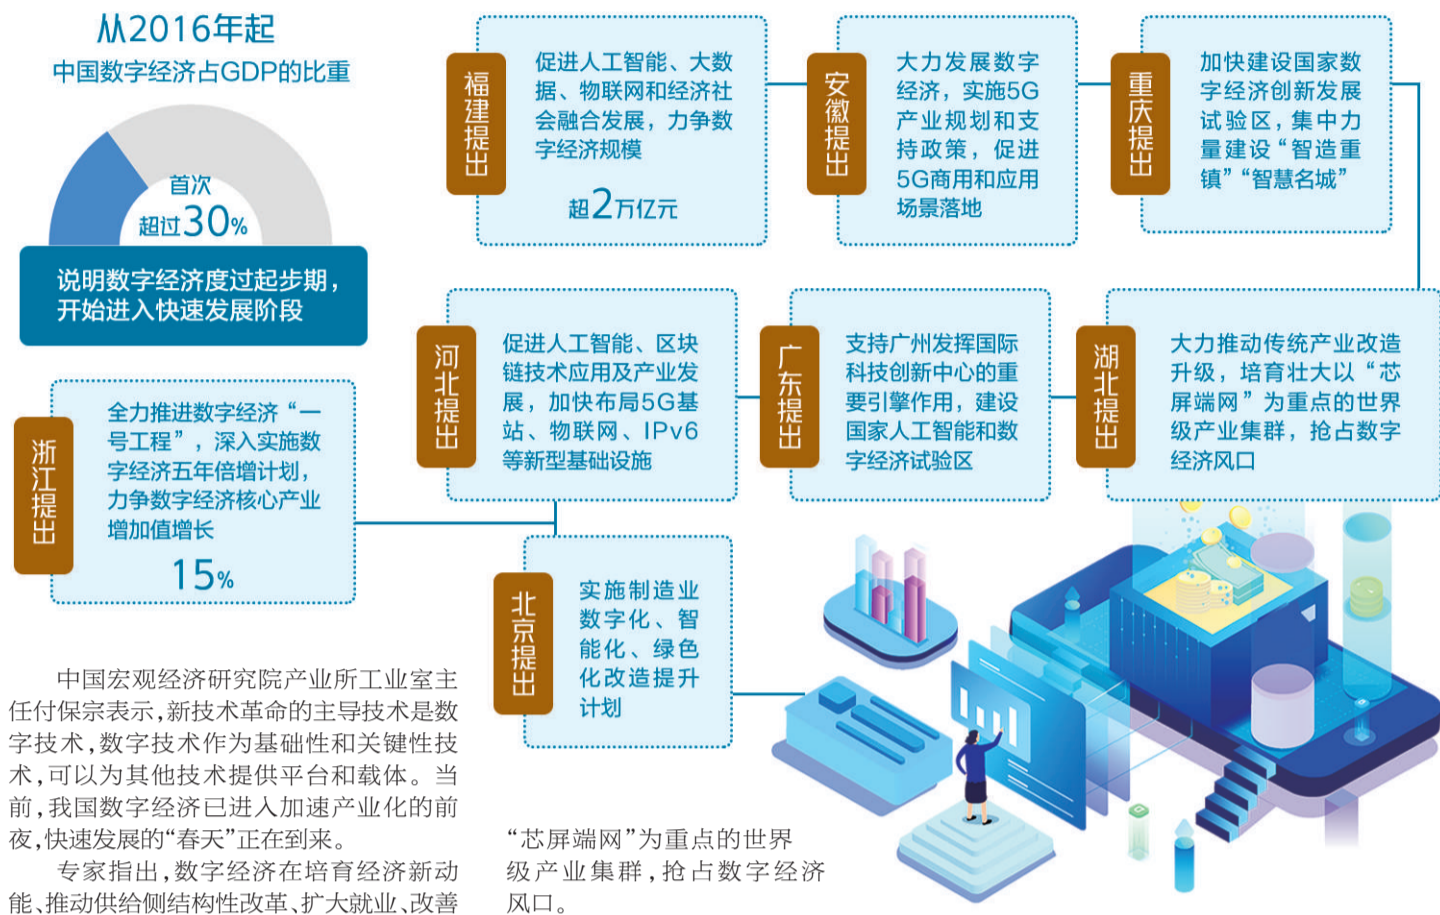 从2016年起
中国数字经济占GDP的比重
首次
超过30%
说明数字经济度过起步期，
开始进入快速发展阶段
福建提出
促进人工智能、大数
据、物联网和经济社
会融合发展，力争数
字经济规模
超2万亿元
安徽提出
大力发展数字
经济，实施5G
产业规划和支
持政策，促进
5G商用和应用
场景落地
重庆提出
加快建设国家数
字经济创新发展
试验区，集中力
量建设“智造重
镇”“智慧名城”
湖北提出
大力推动传统产业改造
升级，培育壮大以“芯
屏端网”为重点的世界
级产业集群，抢占数字
经济风口
广东提出
支持广州发挥国际
科技创新中心的重
要引擎作用，建设
国家人工智能和数
字经济试验区
河北提出
促进人工智能、区块
链技术应用及产业发
展，加快布局5G基
站、物联网、IPv6
等新型基础设施
浙江提出
全力推进数字经济“一
号工程”，深入实施数
字经济五年倍增计划，
力争数字经济核心产业
增加值增长
15%
北京提出
实施制造业
数字化、智
能化、绿色
化改造提升
计划
中国宏观经济研究院产业所工业室主
任付保宗表示，新技术革命的主导技术是数
字技术，数字技术作为基础性和关键性技
术，可以为其他技术提供平台和载体。当
前，我国数字经济已进入加速产业化的前
夜，快速发展的“春天”正在到来。
专家指出，数字经济在培育经济新动
能、推动供给侧结构性改革、扩大就业、改善
“芯屏端网”为重点的世界
级产业集群，抢占数字经济
风口。